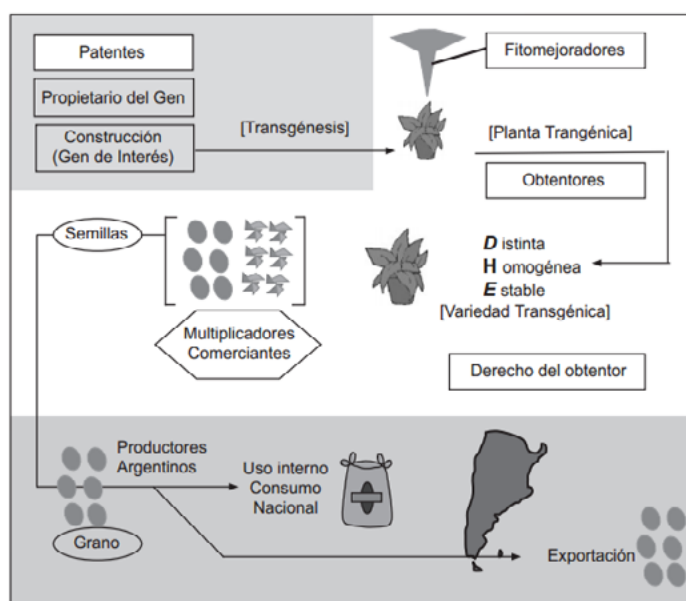 Patentes
Propietario del Gen
Construcción
(Gen de Interés)
[Transgénesis]
Fitomejoradores
[Planta Trangénica]
Obtentores
D istinta
H omogénea
E stable
[Variedad Transgénica]
Derecho del obtentor
Semillas
Multiplicadores
Comerciantes
Productores
Argentinos
Grano
Uso interno
Consumo
Nacional
Exportación